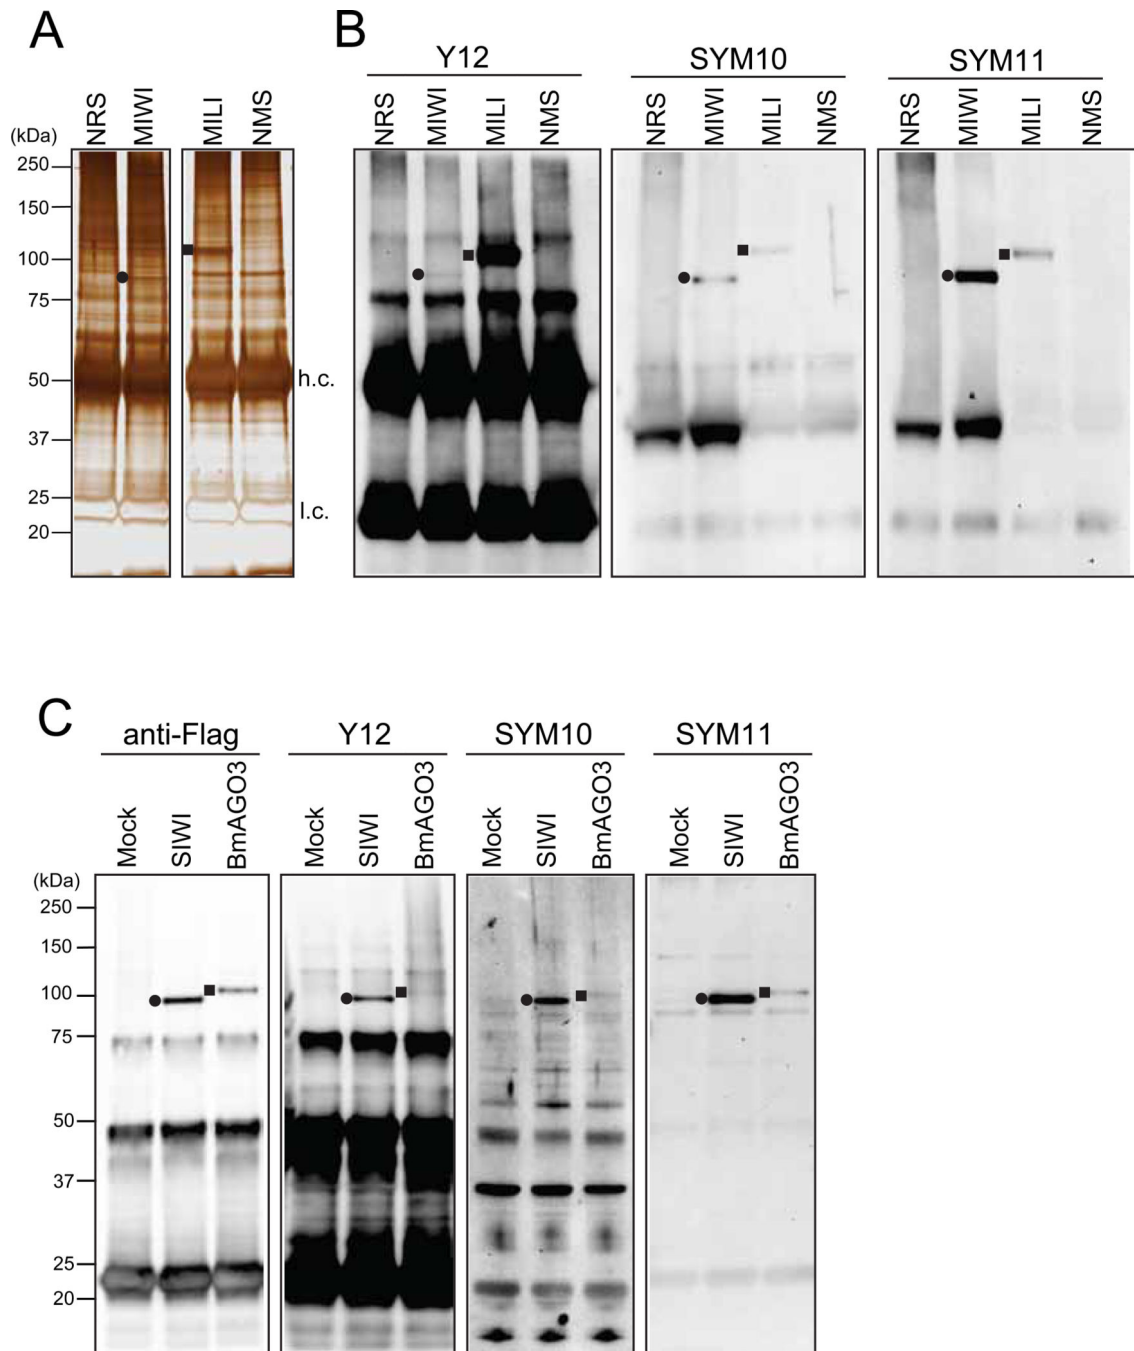 A
NRS MIWI MILI NMS
(kDa)
250
150
100
75
50
37
25
20
h.c.
l.c.
B
Y12 SYM10 SYM11
NRS MIWI MILI NMS NRS MIWI MILI NMS NRS MIWI MILI NMS
C
anti-Flag Y12 SYM10 SYM11
Mock SIWI BmAGO3 Mock SIWI BmAGO3 Mock SIWI BmAGO3 Mock SIWI BmAGO3
(kDa)
250
150
100
75
50
37
25
20